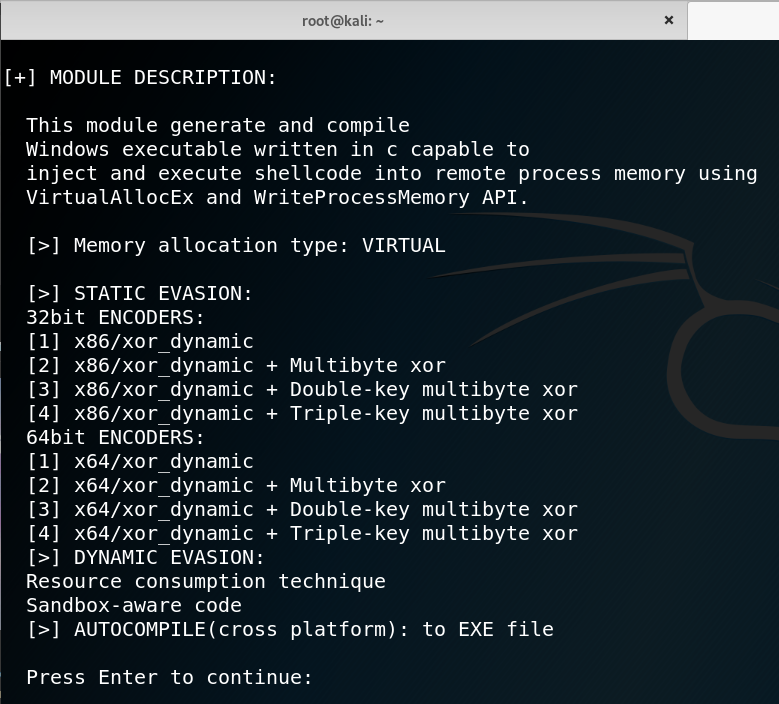 root@kali: ~
[+] MODULE DESCRIPTION:
This module generate and compile
Windows executable written in c capable to
inject and execute shellcode into remote process memory using
VirtualAllocEx and WriteProcessMemory API.
[>] Memory allocation type: VIRTUAL
[>] STATIC EVASION:
32bit ENCODERS:
[1] x86/xor_dynamic
[2] x86/xor_dynamic + Multibyte xor
[3] x86/xor_dynamic + Double-key multibyte xor
[4] x86/xor_dynamic + Triple-key multibyte xor
64bit ENCODERS:
[1] x64/xor_dynamic
[2] x64/xor_dynamic + Multibyte xor
[3] x64/xor_dynamic + Double-key multibyte xor
[4] x64/xor_dynamic + Triple-key multibyte xor
[>] DYNAMIC EVASION:
Resource consumption technique
Sandbox-aware code
[>] AUTOCOMPILE(cross platform): to EXE file
Press Enter to continue: